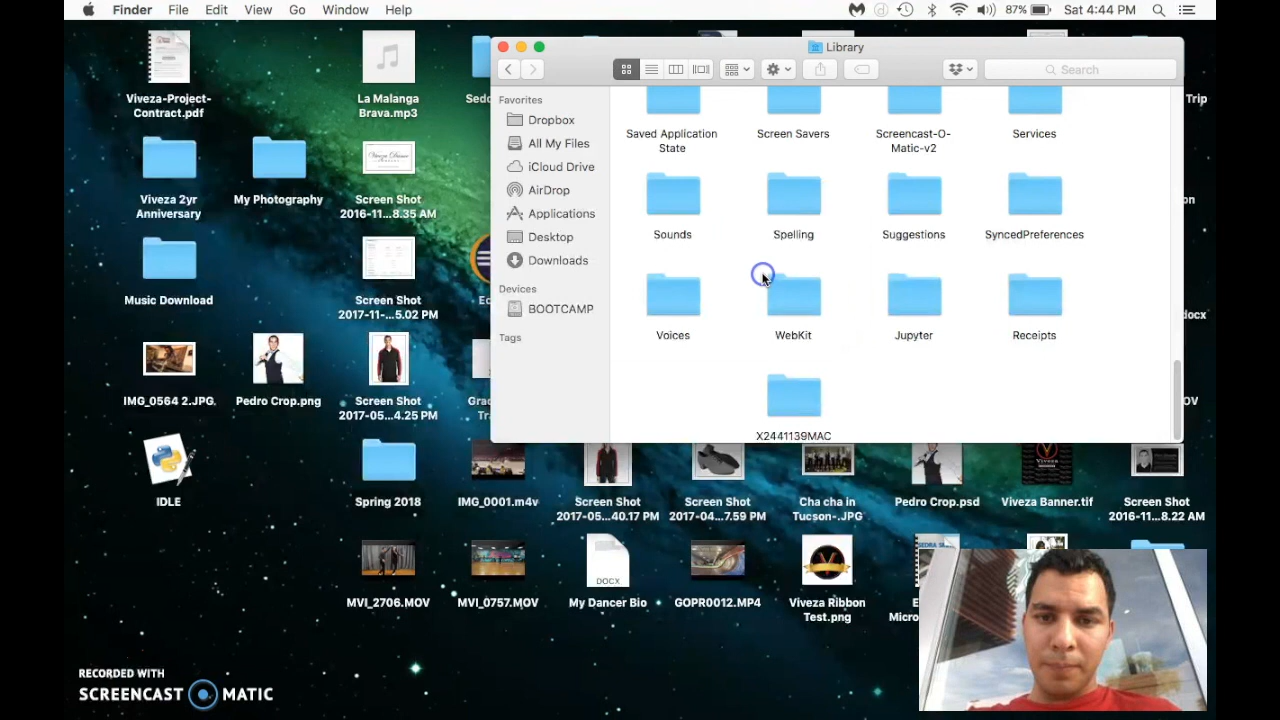 Finder File Edit View Go Window Help
87% Sat 4:44 PM
Library
Search
Favorites
Dropbox
All My Files
iCloud Drive
AirDrop
Applications
Desktop
Downloads
Devices
BOOTCAMP
Tags
Saved Application
State
Screen Savers
Screencast-O-
Matic-v2
Services
Sounds
Spelling
Suggestions
SyncedPreferences
Voices
WebKit
Jupyter
Receipts
X2441139MAC
Viveza-Project-
Contract.pdf
La Malanga
Brava.mp3
Trip
Viveza 2yr
Anniversary
My Photography
Screen Shot
2016-11...8.35 AM
Music Download
Screen Shot
2017-11-...5.02 PM
docx
IMG_0564 2.JPG
Pedro Crop.png
Screen Shot
2017-05...4.25 PM
IDLE
Spring 2018
IMG_0001.m4v
Screen Shot
2017-05...40.17 PM
Screen Shot
2017-04...7.59 PM
Cha cha in
Tucson-.JPG
Pedro Crop.psd
Viveza Banner.tif
Screen Shot
2016-11...8.22 AM
MVI_2706.MOV
MVI_0757.MOV
DOCX
My Dancer Bio
GOPR0012.MP4
Viveza Ribbon
Test.png
RECORDED WITH
SCREENCAST MATIC